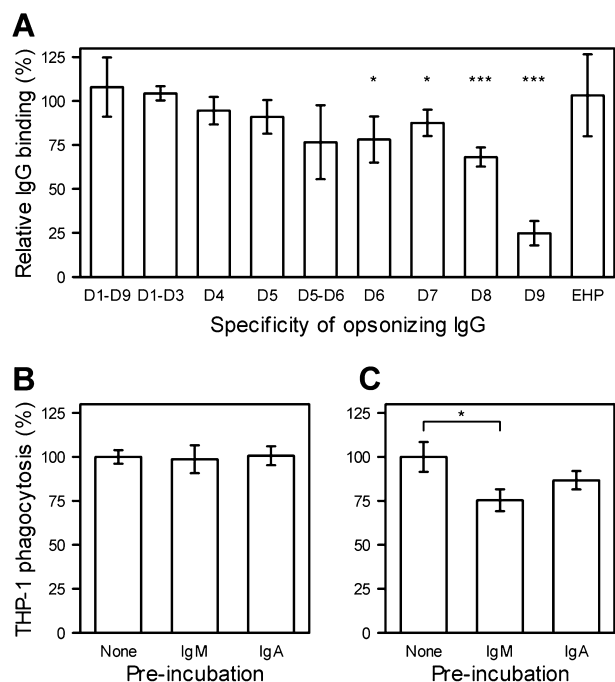 A
Relative IgG binding (%)
125
100
75
50
25
0
* * *** ***
D1-D9 D1-D3 D4 D5 D5-D6 D6 D7 D8 D9 EHP
Specificity of opsonizing IgG
B
THP-1 phagocytosis (%)
125
100
75
50
25
0
None IgM IgA
Pre-incubation
C
125
100
75
50
25
0
*
None IgM IgA
Pre-incubation